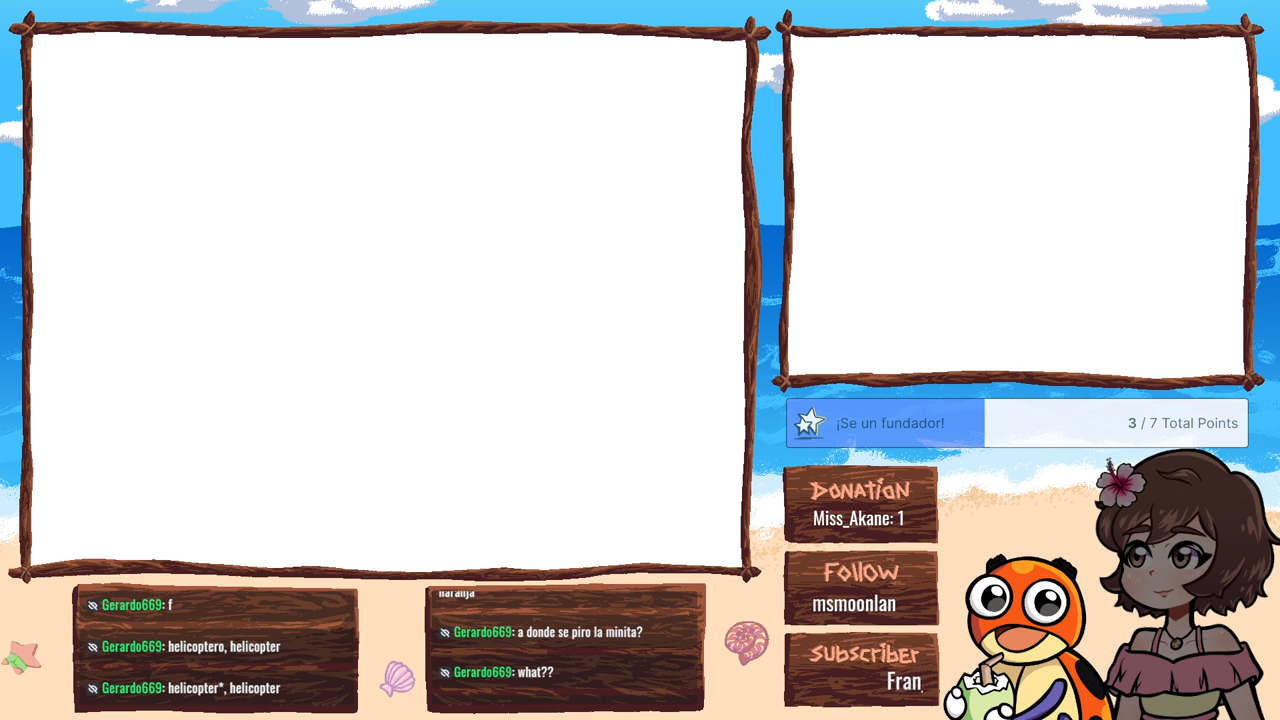 ¡Se un fundador!
3 / 7 Total Points
DONATION
Miss_Akane: 1
Follow
msmoonlan
Subscriber
Fran
Gerardo669: f
Gerardo669: helicoptero, helicopter
Gerardo669: helicopter*, helicopter
naranja
Gerardo669: a donde se piro la minita?
Gerardo669: what??